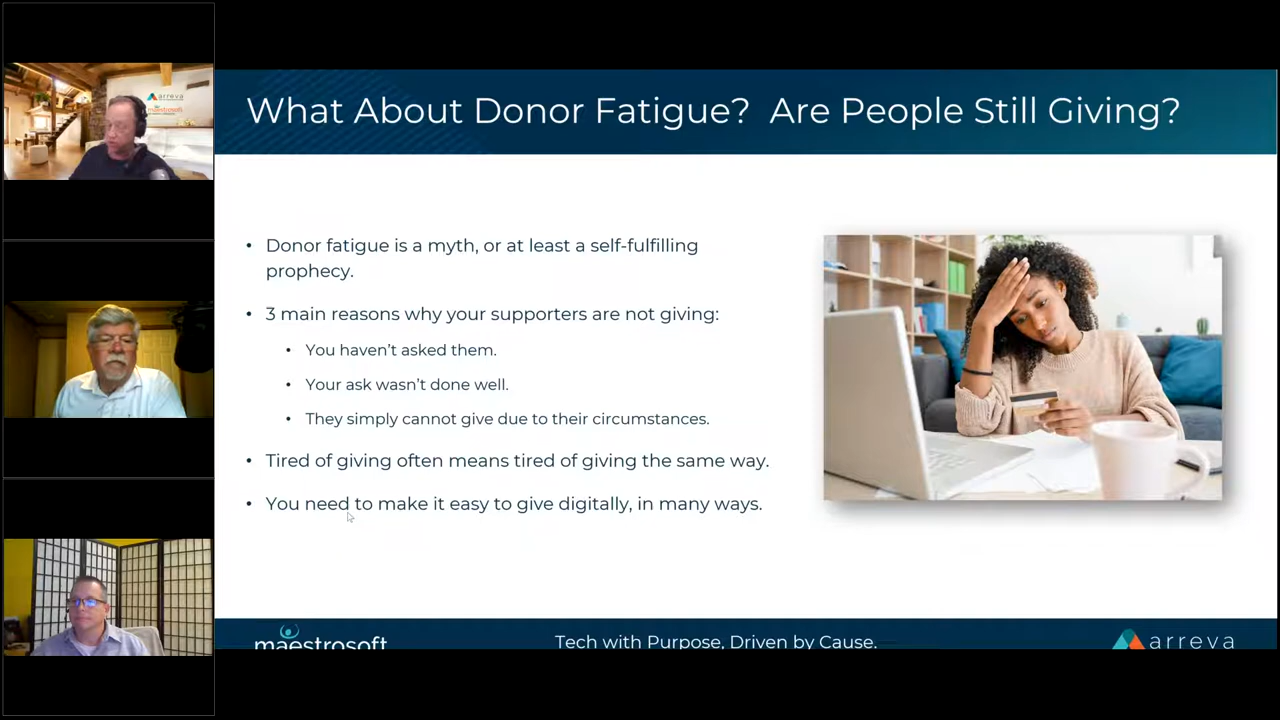 What About Donor Fatigue? Are People Still Giving?
arreva
maestrosoft
• Donor fatigue is a myth, or at least a self-fulfilling
prophecy.
• 3 main reasons why your supporters are not giving:
• You haven’t asked them.
• Your ask wasn’t done well.
• They simply cannot give due to their circumstances.
• Tired of giving often means tired of giving the same way.
• You need to make it easy to give digitally, in many ways.
maestrosoft
Tech with Purpose, Driven by Cause.
arreva